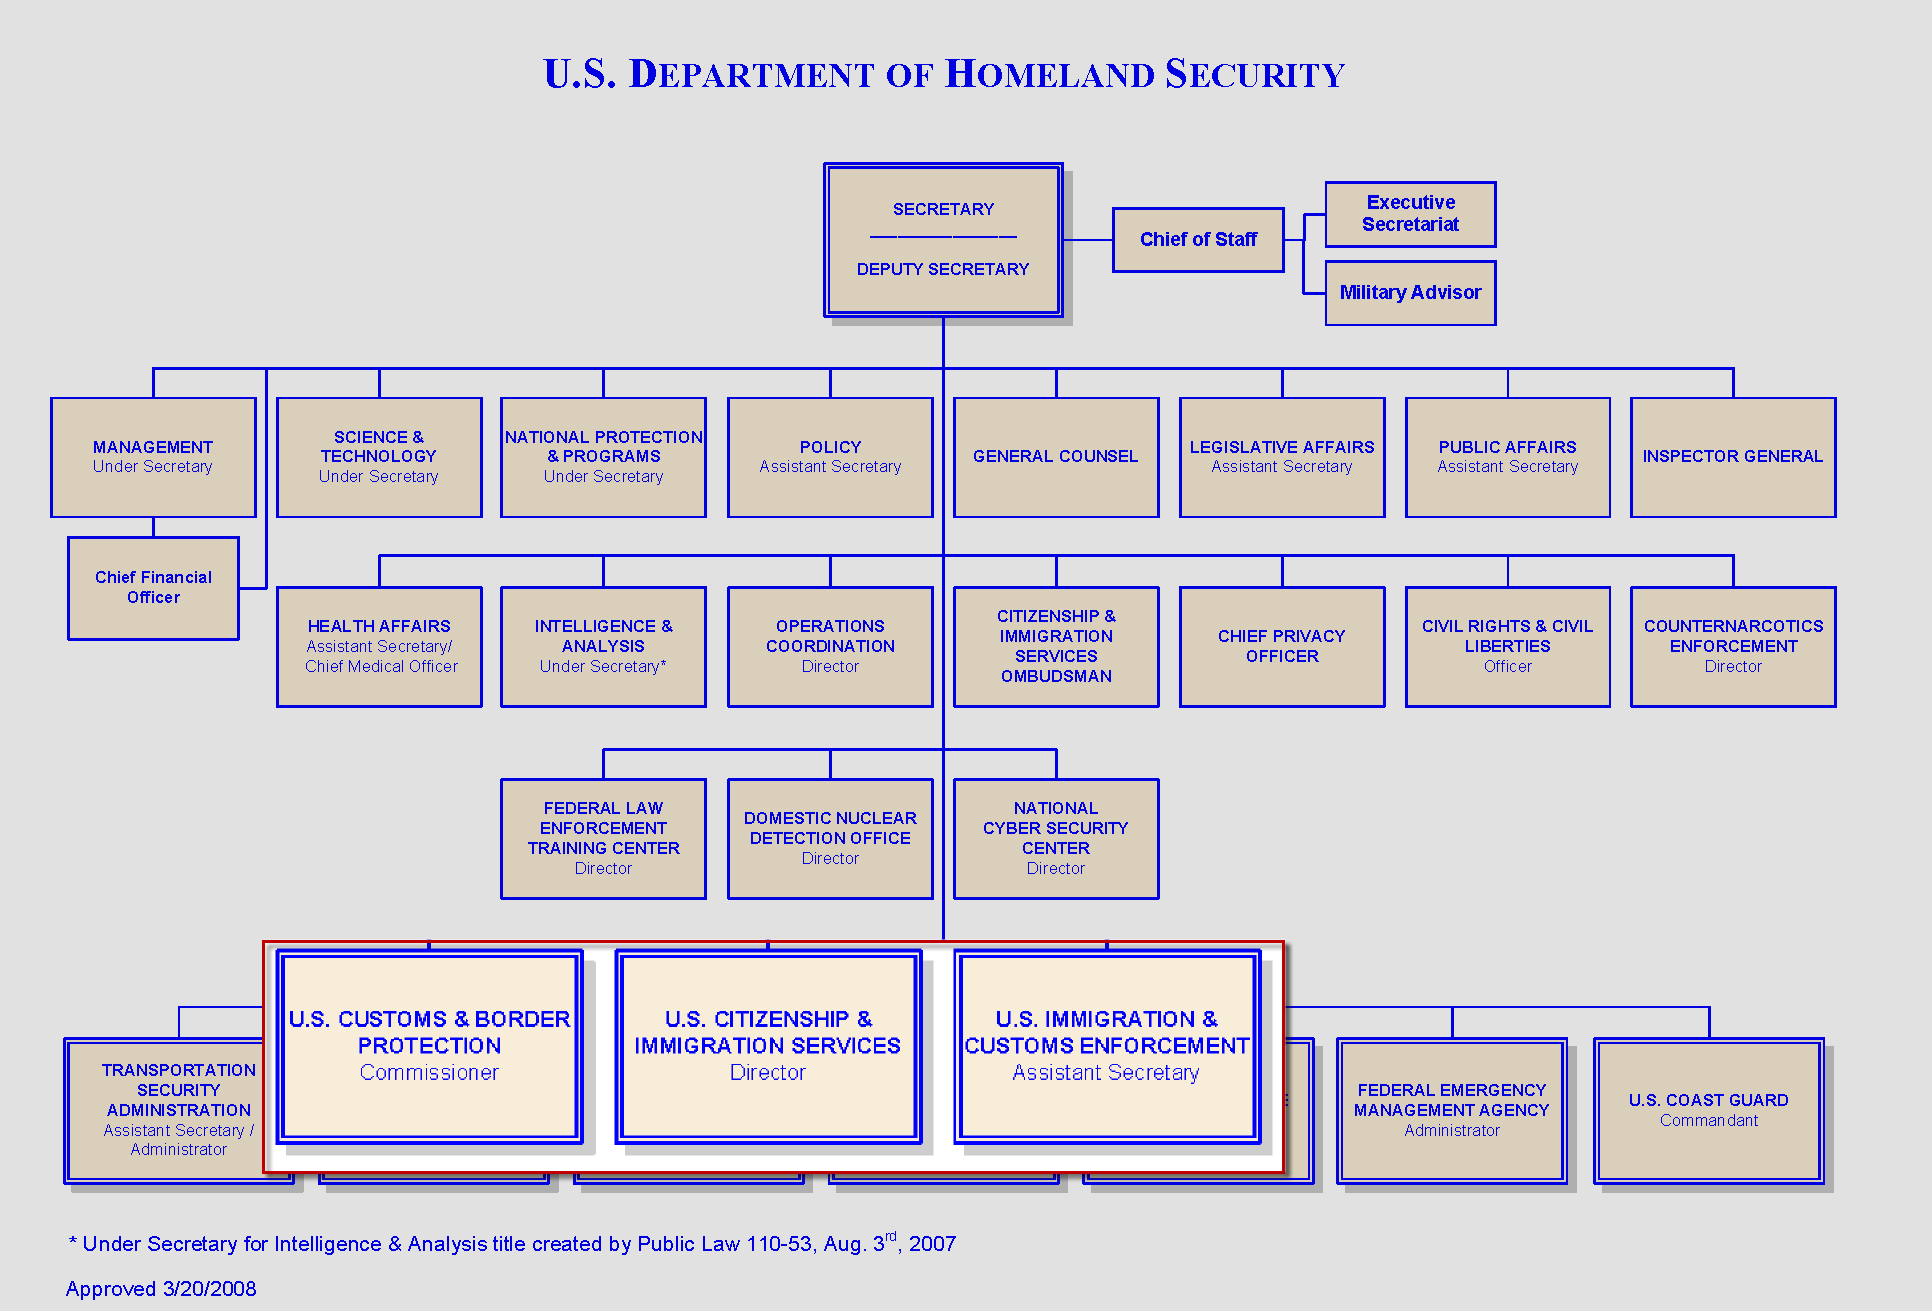 U.S. DEPARTMENT OF HOMELAND SECURITY
SECRETARY
DEPUTY SECRETARY
Chief of Staff
Executive
Secretariat
Military Advisor
MANAGEMENT
Under Secretary
SCIENCE &
TECHNOLOGY
Under Secretary
NATIONAL PROTECTION
& PROGRAMS
Under Secretary
POLICY
Assistant Secretary
GENERAL COUNSEL
LEGISLATIVE AFFAIRS
Assistant Secretary
PUBLIC AFFAIRS
Assistant Secretary
INSPECTOR GENERAL
Chief Financial
Officer
HEALTH AFFAIRS
Assistant Secretary/
Chief Medical Officer
INTELLIGENCE &
ANALYSIS
Under Secretary*
OPERATIONS
COORDINATION
Director
CITIZENSHIP &
IMMIGRATION
SERVICES
OMBUDSMAN
CHIEF PRIVACY
OFFICER
CIVIL RIGHTS & CIVIL
LIBERTIES
Officer
COUNTERNARCOTICS
ENFORCEMENT
Director
FEDERAL LAW
ENFORCEMENT
TRAINING CENTER
Director
DOMESTIC NUCLEAR
DETECTION OFFICE
Director
NATIONAL
CYBER SECURITY
CENTER
Director
TRANSPORTATION
SECURITY
ADMINISTRATION
Assistant Secretary /
Administrator
U.S. CUSTOMS & BORDER
PROTECTION
Commissioner
U.S. CITIZENSHIP &
IMMIGRATION SERVICES
Director
U.S. IMMIGRATION &
CUSTOMS ENFORCEMENT
Assistant Secretary
FEDERAL EMERGENCY
MANAGEMENT AGENCY
Administrator
U.S. COAST GUARD
Commandant
* Under Secretary for Intelligence & Analysis title created by Public Law 110-53, Aug. 3rd, 2007
Approved 3/20/2008